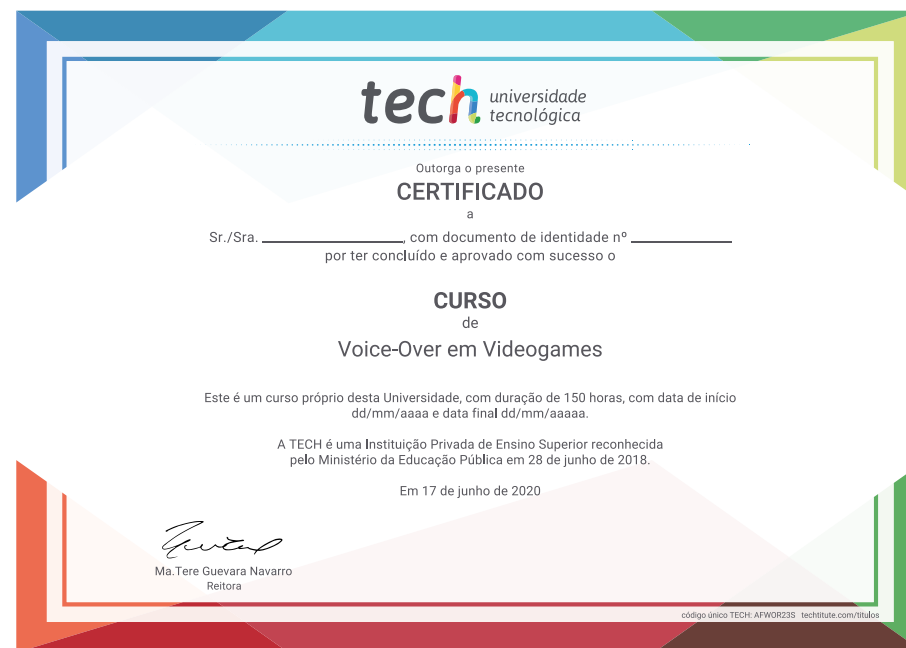 tech universidade
tecnológica
Outorga o presente
CERTIFICADO
a
Sr./Sra. ________________, com documento de identidade nº ____________
por ter concluído e aprovado com sucesso o
CURSO
de
Voice-Over em Videogames
Este é um curso próprio desta Universidade, com duração de 150 horas, com data de início
dd/mm/aaaa e data final dd/mm/aaaaa.
A TECH é uma Instituição Privada de Ensino Superior reconhecida
pelo Ministério da Educação Pública em 28 de junho de 2018.
Em 17 de junho de 2020
Ma.Tere Guevara Navarro
Reitora
código único TECH: AFWOR23S techtitute.com/titulos